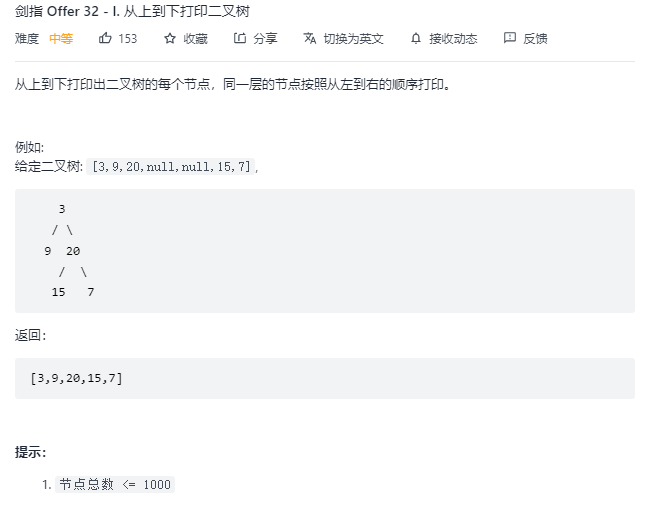 剑指 Offer 32 - I. 从上到下打印二叉树
难度 中等 153 收藏 分享 切换为英文 接收动态 反馈
从上到下打印出二叉树的每个节点，同一层的节点按照从左到右的顺序打印。
例如:
给定二叉树: [3,9,20,null,null,15,7],
3
/ \
9 20
/ \
15 7
返回：
[3,9,20,15,7]
提示：
1. 节点总数 <= 1000